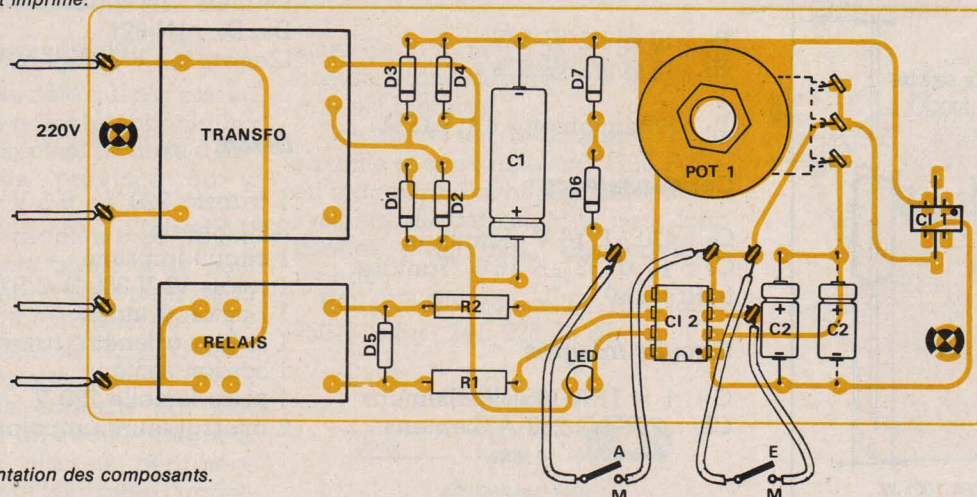 t imprimé.
D3
D4
D7
220V
TRANSFO
C1
POT 1
D1
D2
D6
+
CI 1
R2
D5
RELAIS
CI 2
+
+
C2
C2
LED
R1
A
E
M
M
ntation des composants.